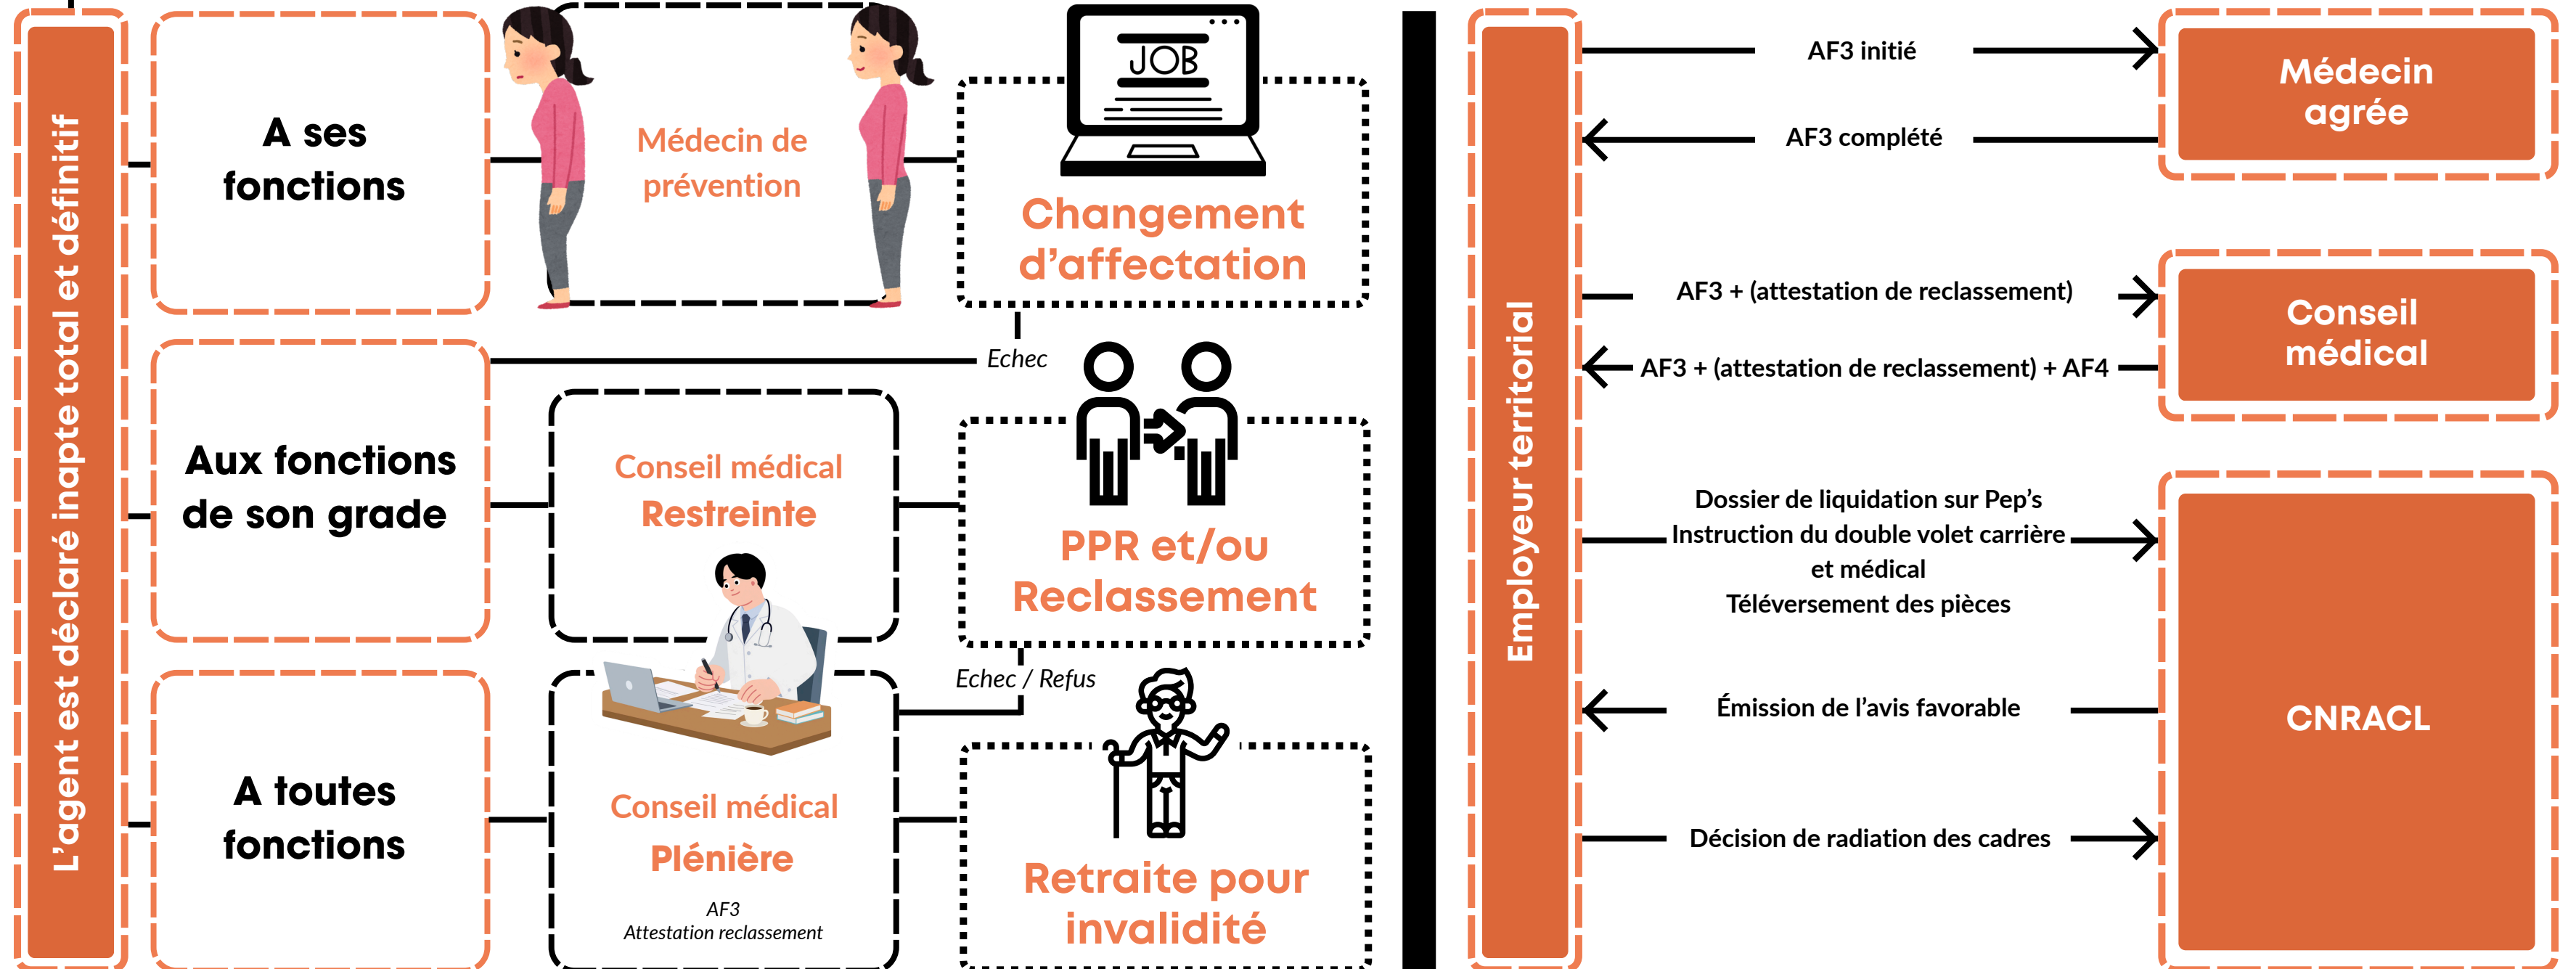 L'agent est déclaré inapte total et définitif
A ses
fonctions
Médecin de
prévention
JOB
Changement
d'affectation
Echec
Aux fonctions
de son grade
Conseil médical
Restreinte
PPR et/ou
Reclassement
Echec / Refus
A toutes
fonctions
Conseil médical
Plénière
AF3
Attestation reclassement
Retraite pour
invalidité
Employeur territorial
AF3 initié
AF3 complété
Médecin
agrée
AF3 + (attestation de reclassement)
AF3 + (attestation de reclassement) + AF4
Conseil
médical
Dossier de liquidation sur Pep's
Instruction du double volet carrière
et médical
Téléversement des pièces
Émission de l'avis favorable
Décision de radiation des cadres
CNRACL